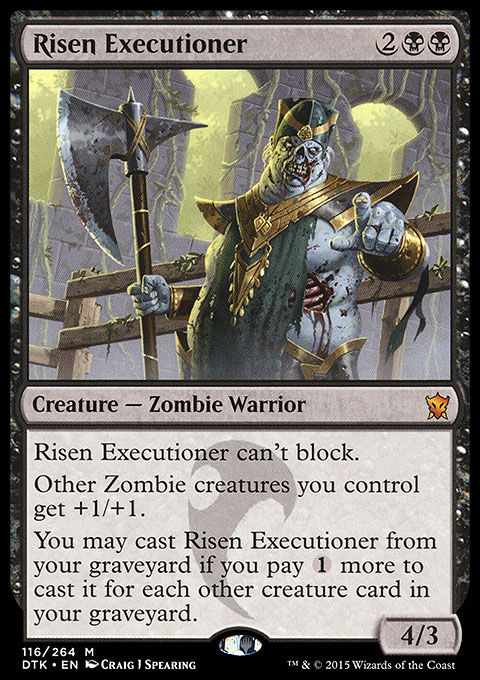 Risen Executioner 2
Creature — Zombie Warrior
Risen Executioner can't block.
Other Zombie creatures you control
get +1/+1.
You may cast Risen Executioner from
your graveyard if you pay 1 more to
cast it for each other creature card in
your graveyard.
4/3
116/264 M
DTK • EN Craig J Spearing
™ & © 2015 Wizards of the Coast